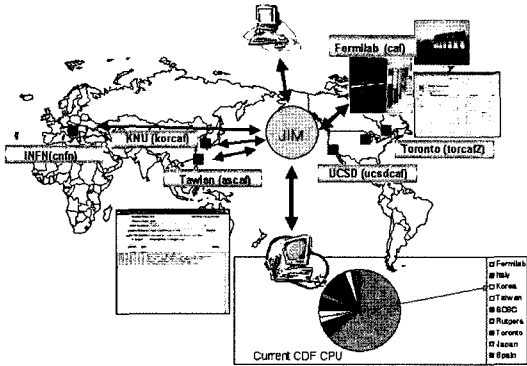 Fermilab (caf)
JIM
KNU (korcaf)
INFN(cnfn)
Tawian (ascaf)
Toronto (torcaf2)
UCSD (ucsdcaf)
Fermilab
Italy
Korea
Taiwan
SDSC
Rutgers
Toronto
Japan
Spain
Current CDF CPU